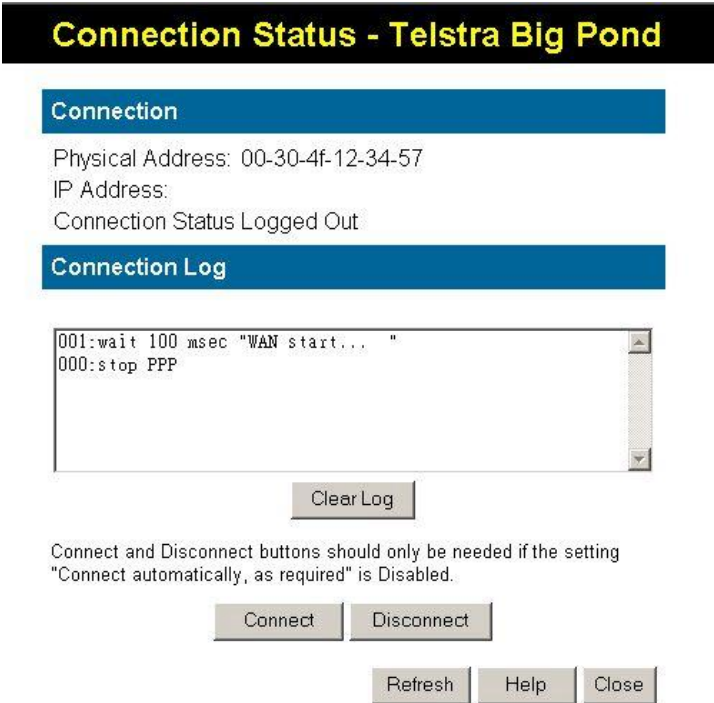 Connection Status - Telstra Big Pond
Connection
Physical Address: 00-30-4f-12-34-57
IP Address:
Connection Status Logged Out
Connection Log
001:wait 100 msec "WAN start...  "
000:stop PPP
Clear Log
Connect and Disconnect buttons should only be needed if the setting
"Connect automatically, as required" is Disabled.
Connect Disconnect
Refresh Help Close